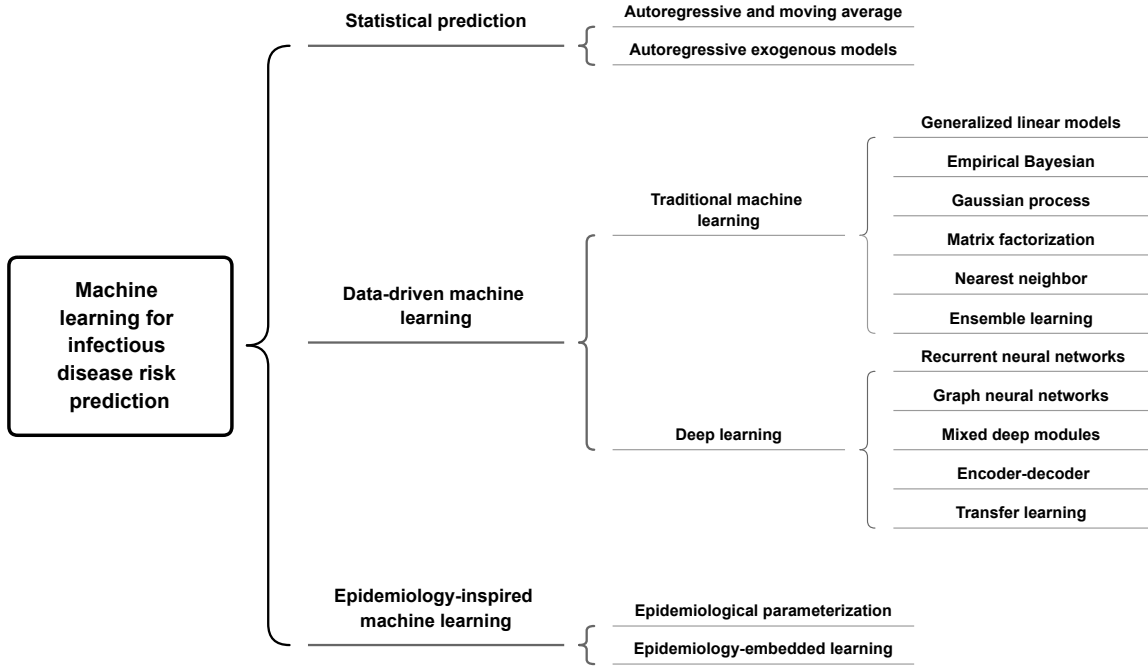 Machine
learning for
infectious
disease risk
prediction
Statistical prediction
Autoregressive and moving average
Autoregressive exogenous models
Data-driven machine
learning
Traditional machine
learning
Generalized linear models
Empirical Bayesian
Gaussian process
Matrix factorization
Nearest neighbor
Ensemble learning
Deep learning
Recurrent neural networks
Graph neural networks
Mixed deep modules
Encoder-decoder
Transfer learning
Epidemiology-inspired
machine learning
Epidemiological parameterization
Epidemiology-embedded learning